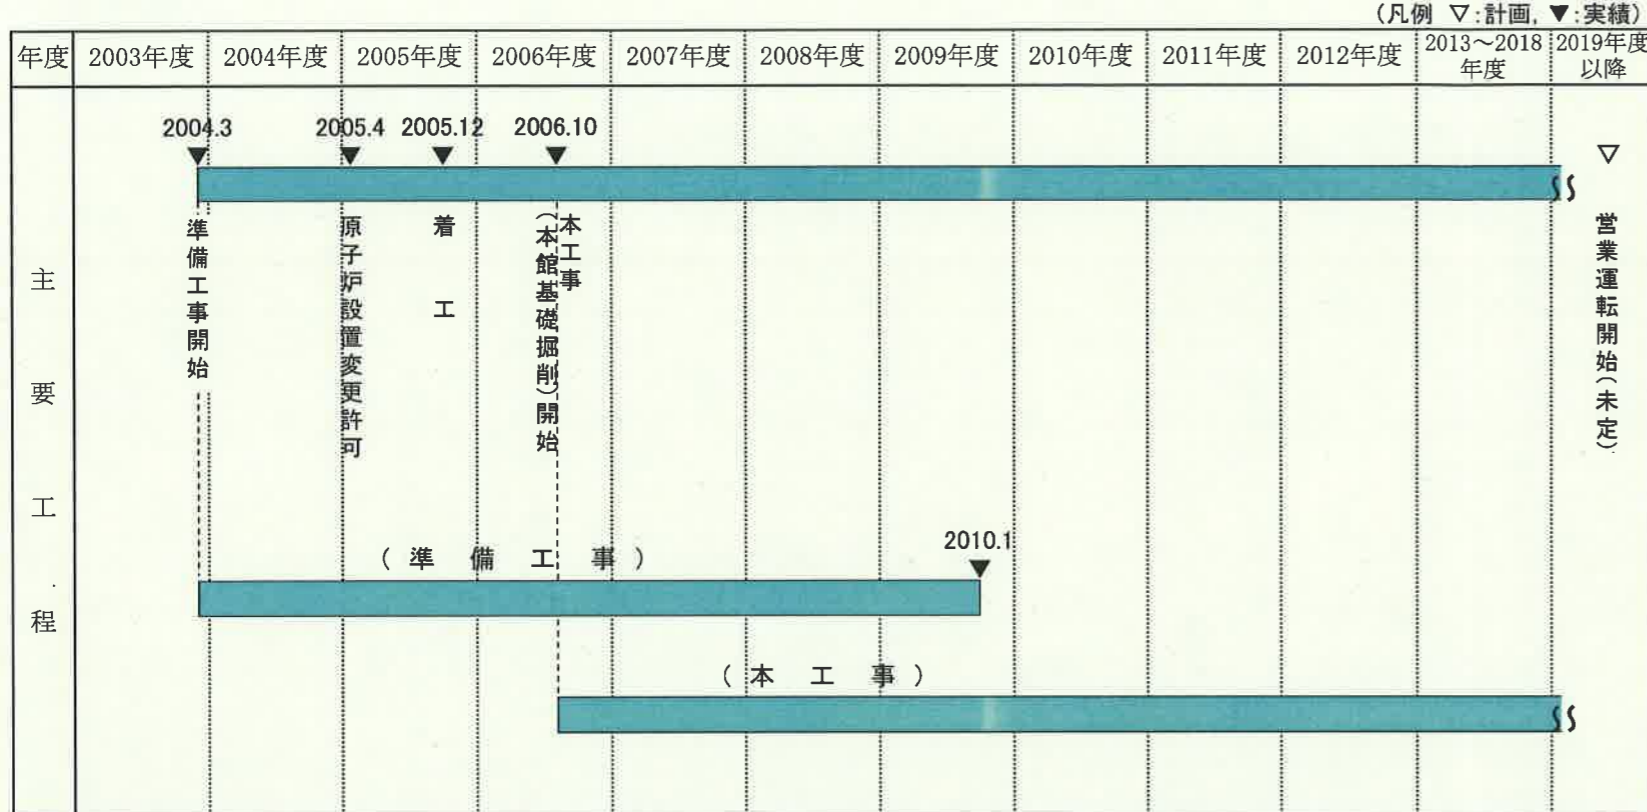 (凡例 ▽:計画, ▼:実績)
年度 2003年度 2004年度 2005年度 2006年度 2007年度 2008年度 2009年度 2010年度 2011年度 2012年度 2013～2018年度 2019年度以降
主要工程
2004.3 2005.4 2005.12 2006.10
準備工事開始
原子炉設置変更許可
着工
本工事
(本館基礎掘削)開始
営業運転開始(未定)
(準備工事)
2010.1
(本工事)